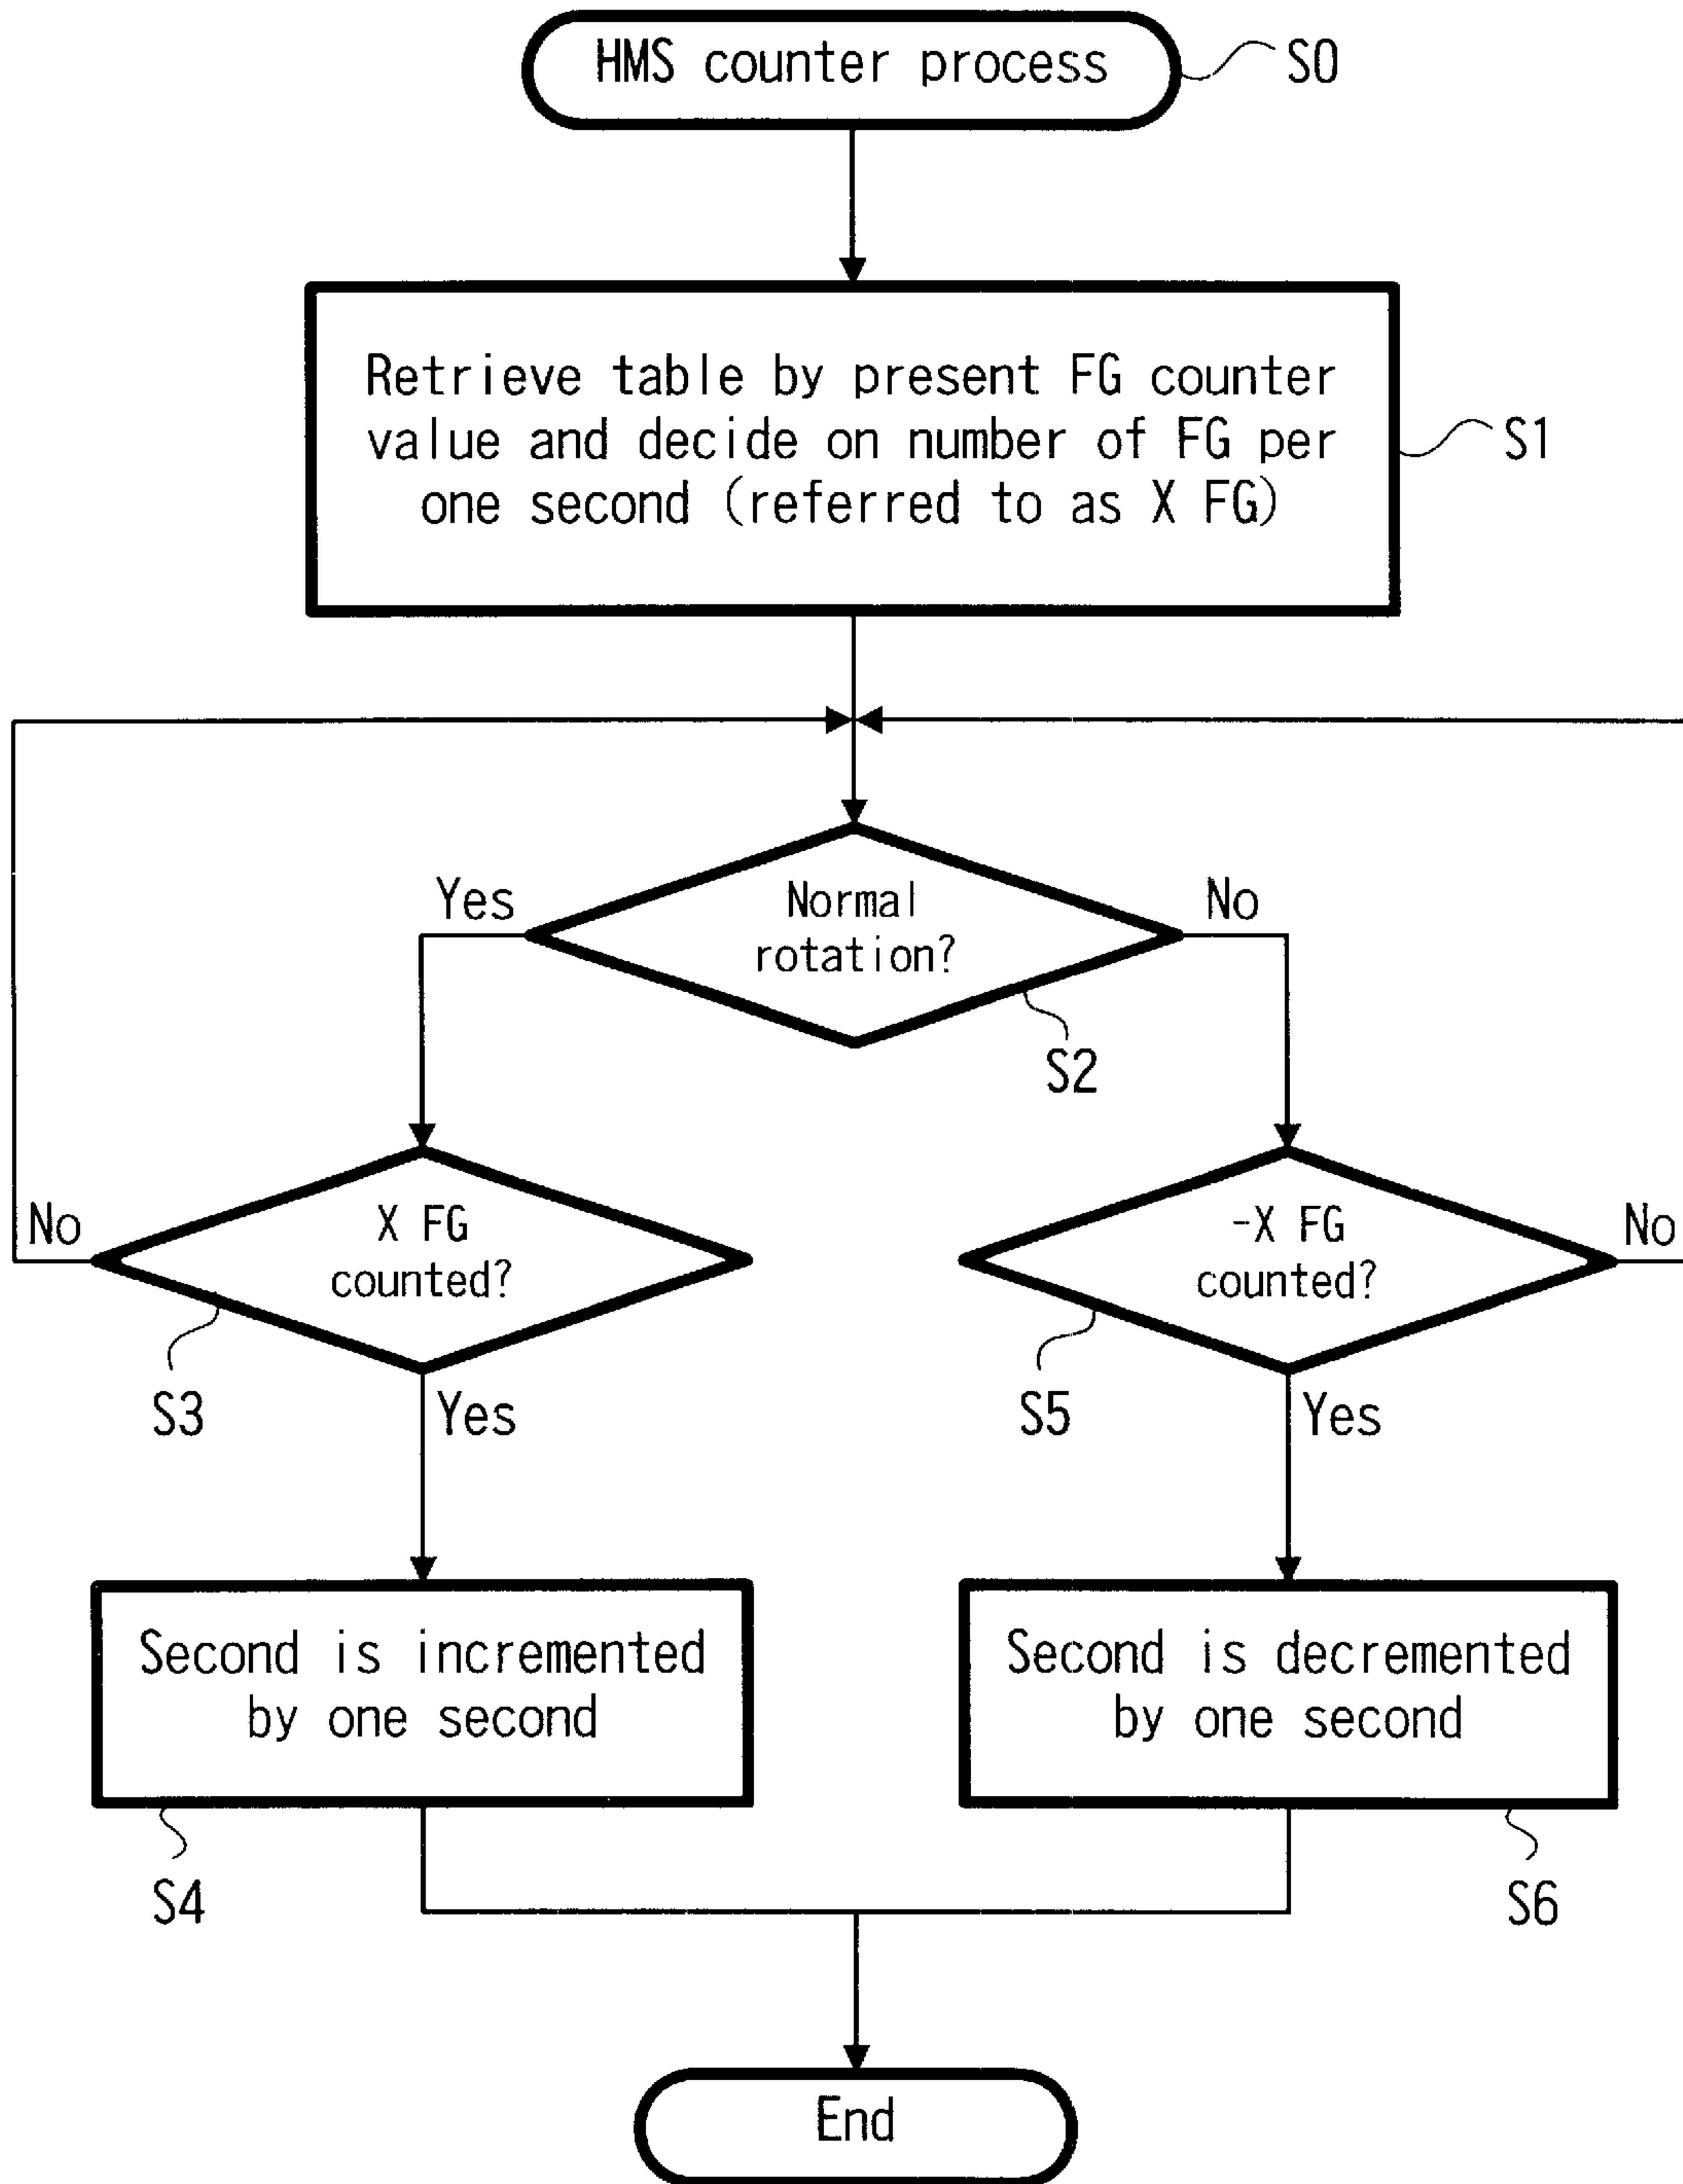 HMS counter process
S0
Retrieve table by present FG counter
value and decide on number of FG per
one second (referred to as X FG)
S1
Yes
Normal
rotation?
No
S2
No
X FG
counted?
S3
Yes
-X FG
counted?
No
S5
Yes
Second is incremented
by one second
S4
Second is decremented
by one second
S6
End